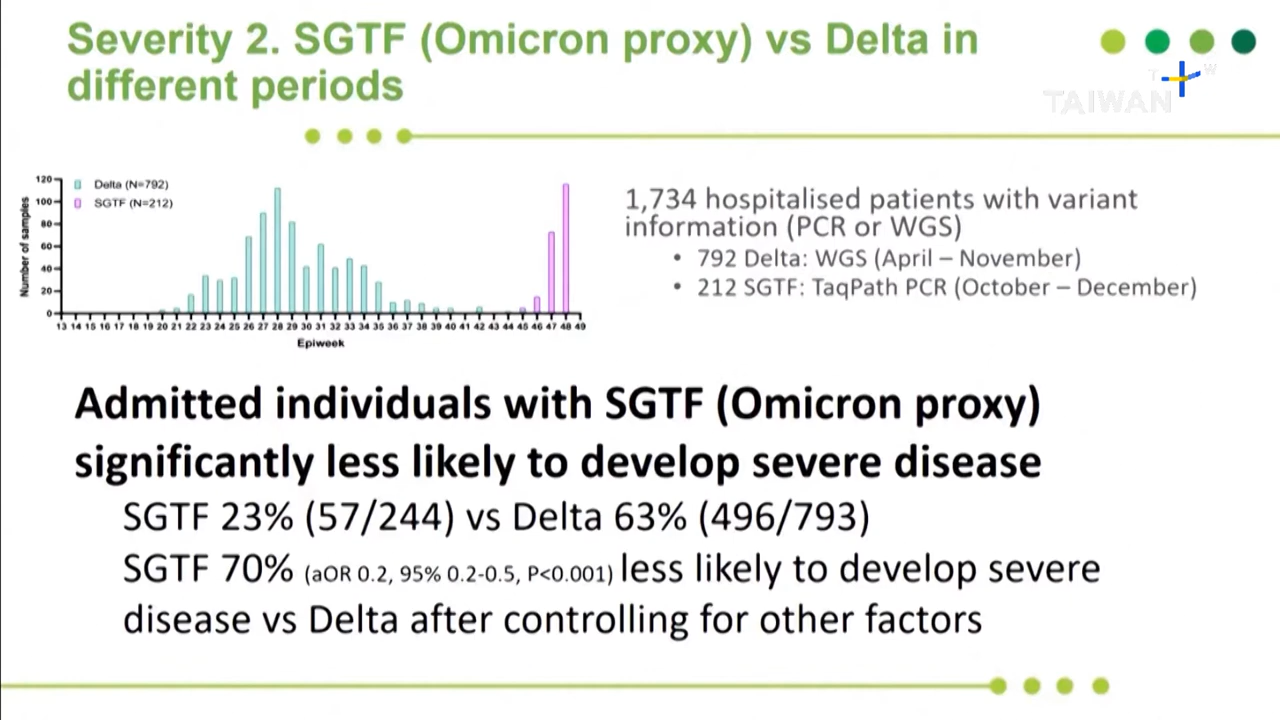 Severity 2. SGTF (Omicron proxy) vs Delta in
different periods
T W
TAIWAN
120
100
80
60
40
20
0
Number of samples
Delta (N=792)
SGTF (N=212)
13 14 15 16 17 18 19 20 21 22 23 24 25 26 27 28 29 30 31 32 33 34 35 36 37 38 39 40 41 42 43 44 45 46 47 48 49
Epiweek
1,734 hospitalised patients with variant
information (PCR or WGS)
• 792 Delta: WGS (April – November)
• 212 SGTF: TaqPath PCR (October – December)
Admitted individuals with SGTF (Omicron proxy)
significantly less likely to develop severe disease
SGTF 23% (57/244) vs Delta 63% (496/793)
SGTF 70% (aOR 0.2, 95% 0.2-0.5, P<0.001) less likely to develop severe
disease vs Delta after controlling for other factors